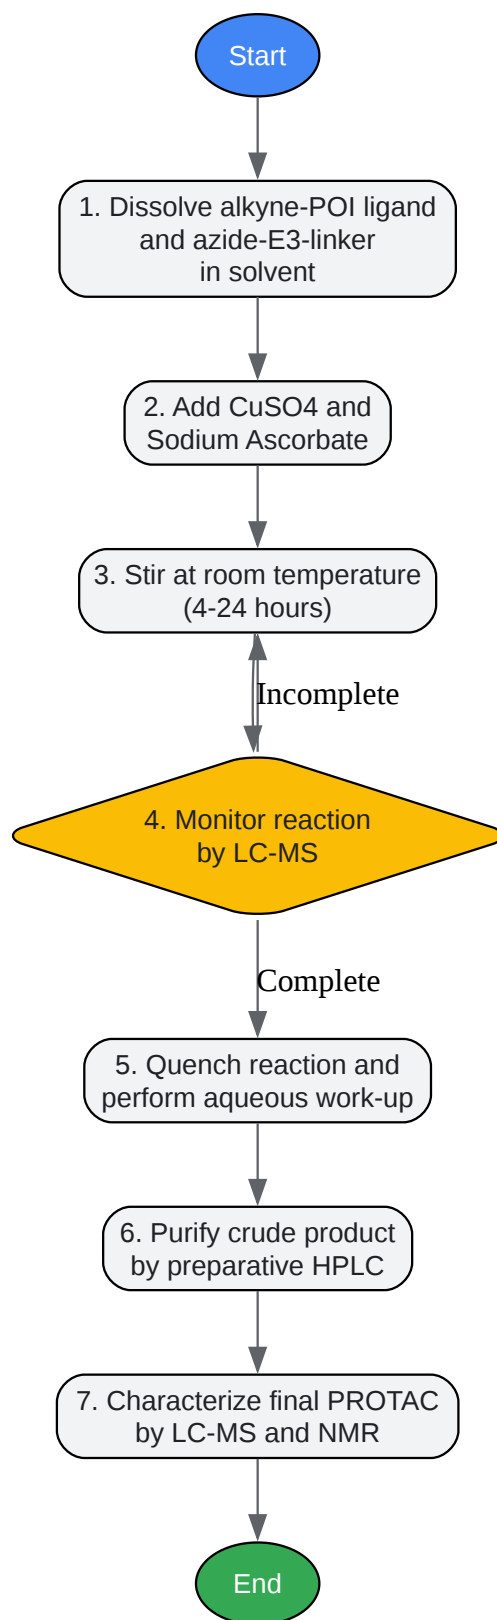 Start
1. Dissolve alkyne-POI ligand
and azide-E3-linker
in solvent
2. Add CuSO4 and
Sodium Ascorbate
3. Stir at room temperature
(4-24 hours)
Incomplete
4. Monitor reaction
by LC-MS
Complete
5. Quench reaction and
perform aqueous work-up
6. Purify crude product
by preparative HPLC
7. Characterize final PROTAC
by LC-MS and NMR
End